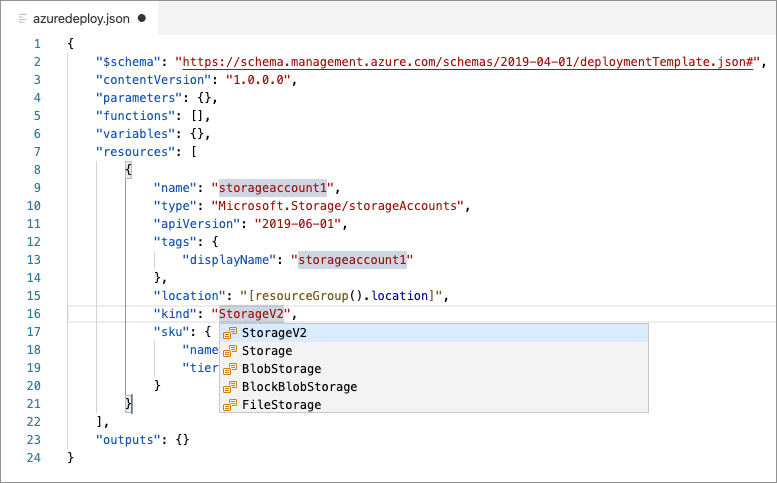 azuredeploy.json
1 {
2 "$schema": "https://schema.management.azure.com/schemas/2019-04-01/deploymentTemplate.json#",
3 "contentVersion": "1.0.0.0",
4 "parameters": {},
5 "functions": [],
6 "variables": {},
7 "resources": [
8 {
9 "name": "storageaccount1",
10 "type": "Microsoft.Storage/storageAccounts",
11 "apiVersion": "2019-06-01",
12 "tags": {
13 "displayName": "storageaccount1"
14 },
15 "location": "[resourceGroup().location]",
16 "kind": "StorageV2",
17 "sku": {
StorageV2
18 "name
Storage
19 "tier
BlobStorage
20 }
BlockBlobStorage
21 }
FileStorage
22 ],
23 "outputs": {}
24 }